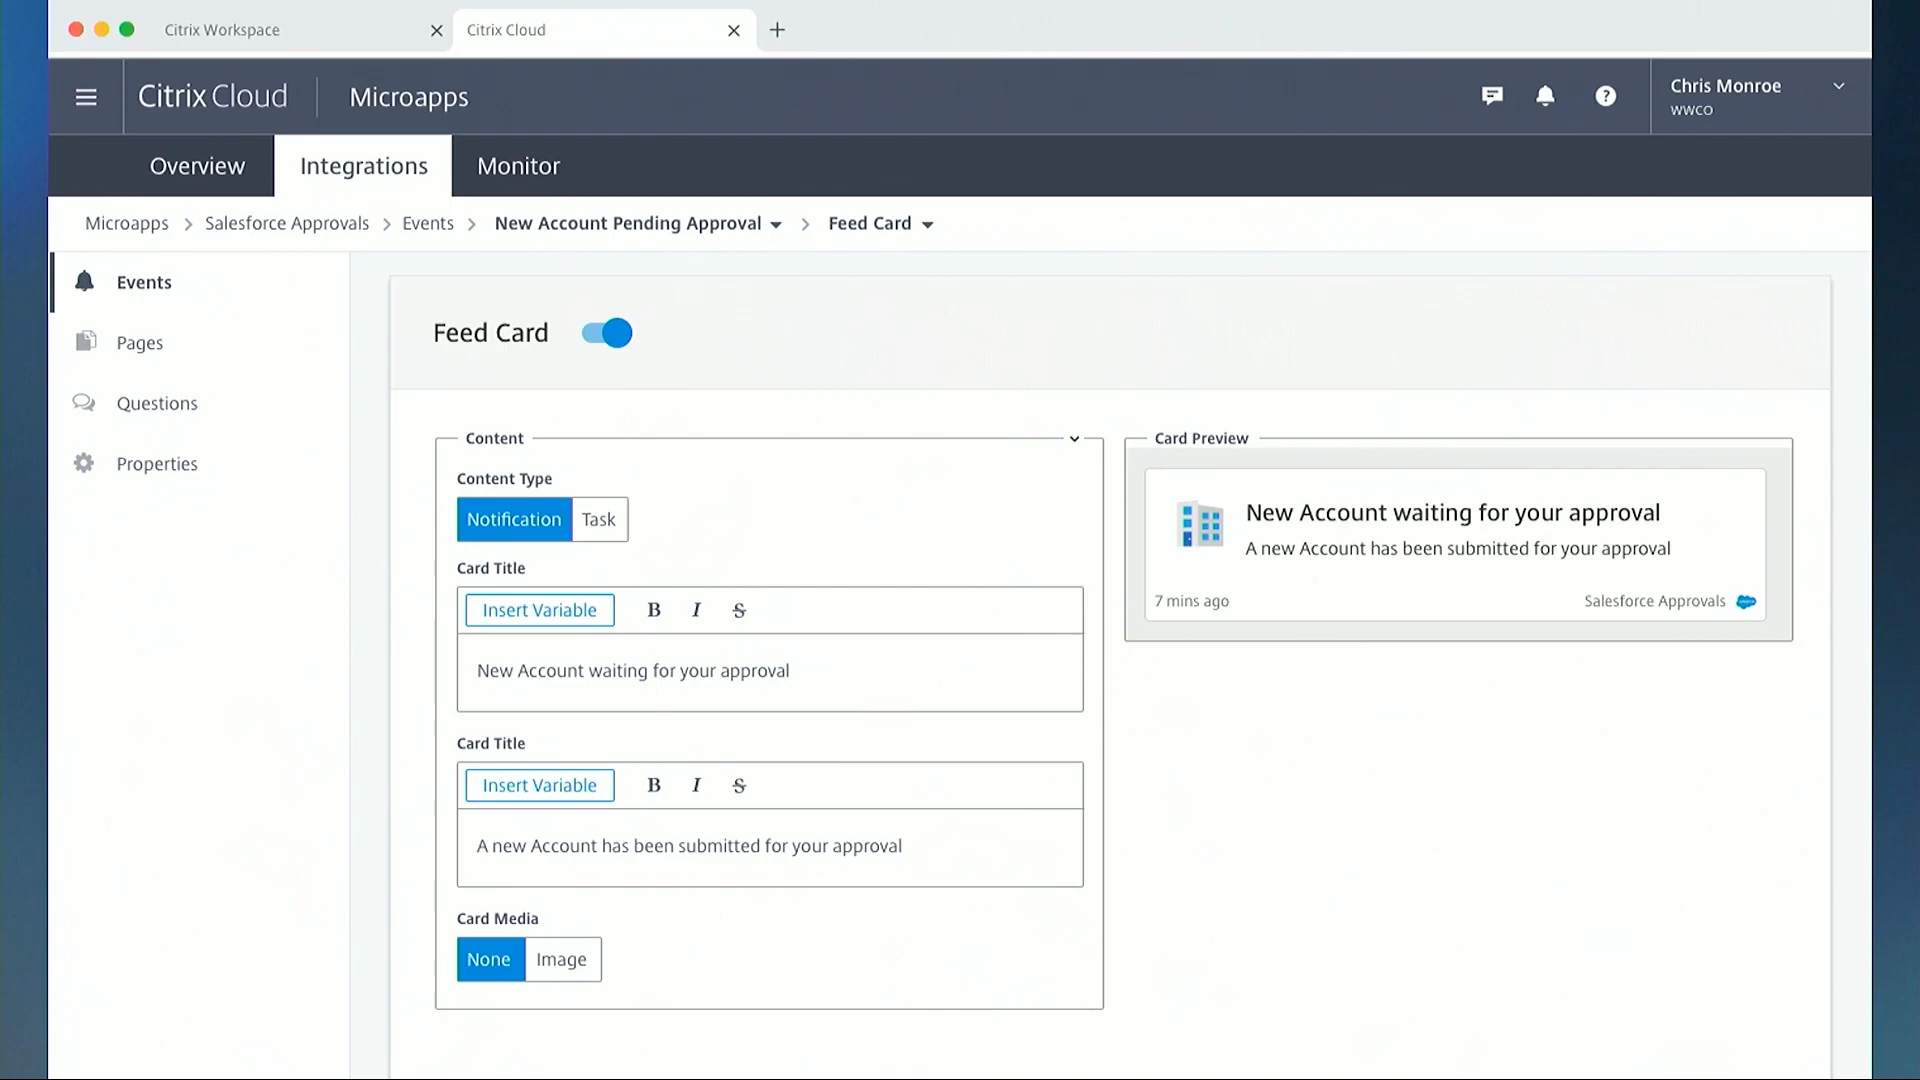 Citrix Workspace
Citrix Cloud
Citrix Cloud
Microapps
Chris Monroe
WWCO
Overview
Integrations
Monitor
Microapps
Salesforce Approvals
Events
New Account Pending Approval
Feed Card
Events
Pages
Questions
Properties
Feed Card
Content
Content Type
Notification
Task
Card Title
Insert Variable
B
I
S
New Account waiting for your approval
Card Title
Insert Variable
B
I
S
A new Account has been submitted for your approval
Card Media
None
Image
Card Preview
New Account waiting for your approval
A new Account has been submitted for your approval
7 mins ago
Salesforce Approvals